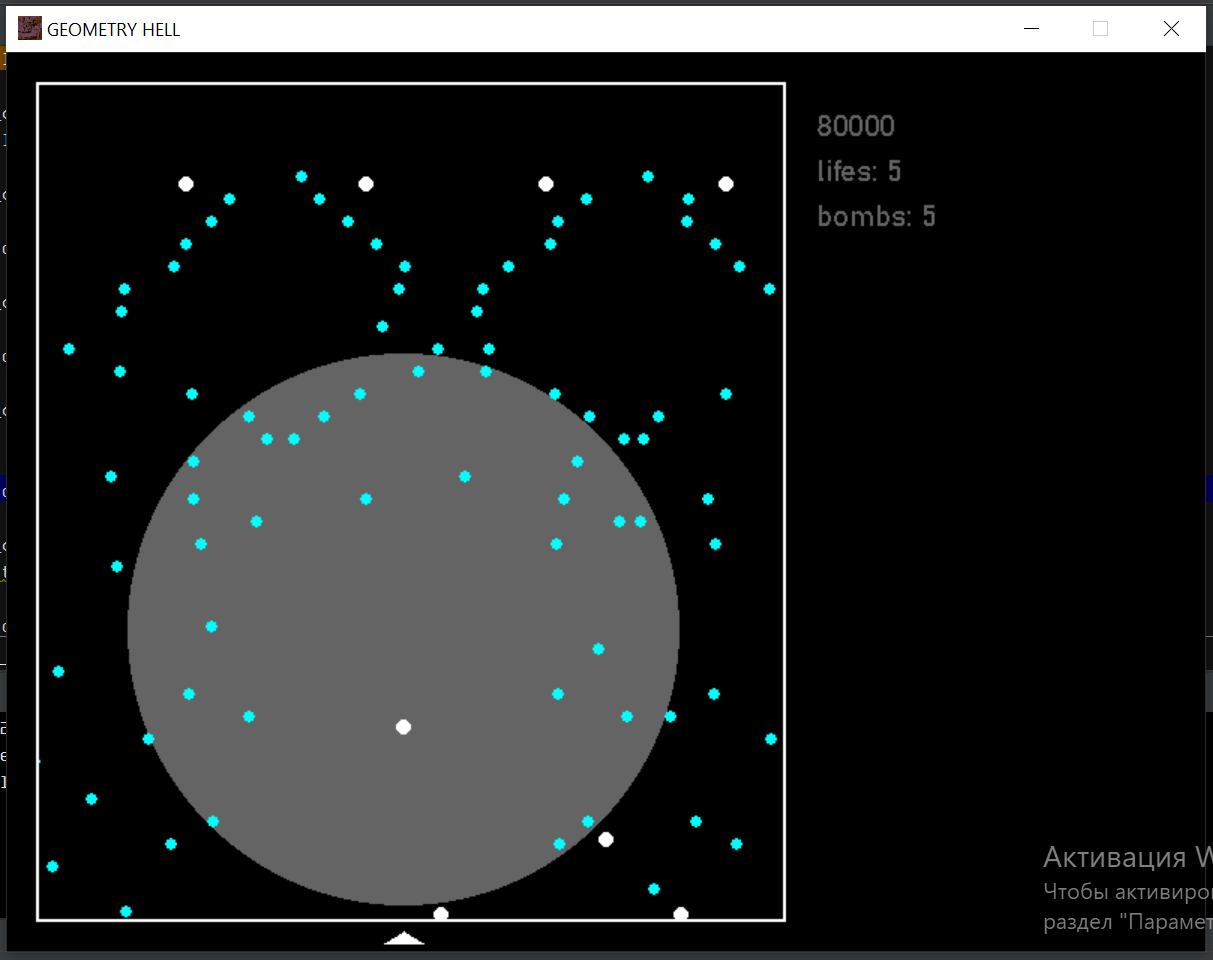 GEOMETRY HELL
80000
lifes: 5
bombs: 5
Активация W
Чтобы активиро
раздел "Парамет